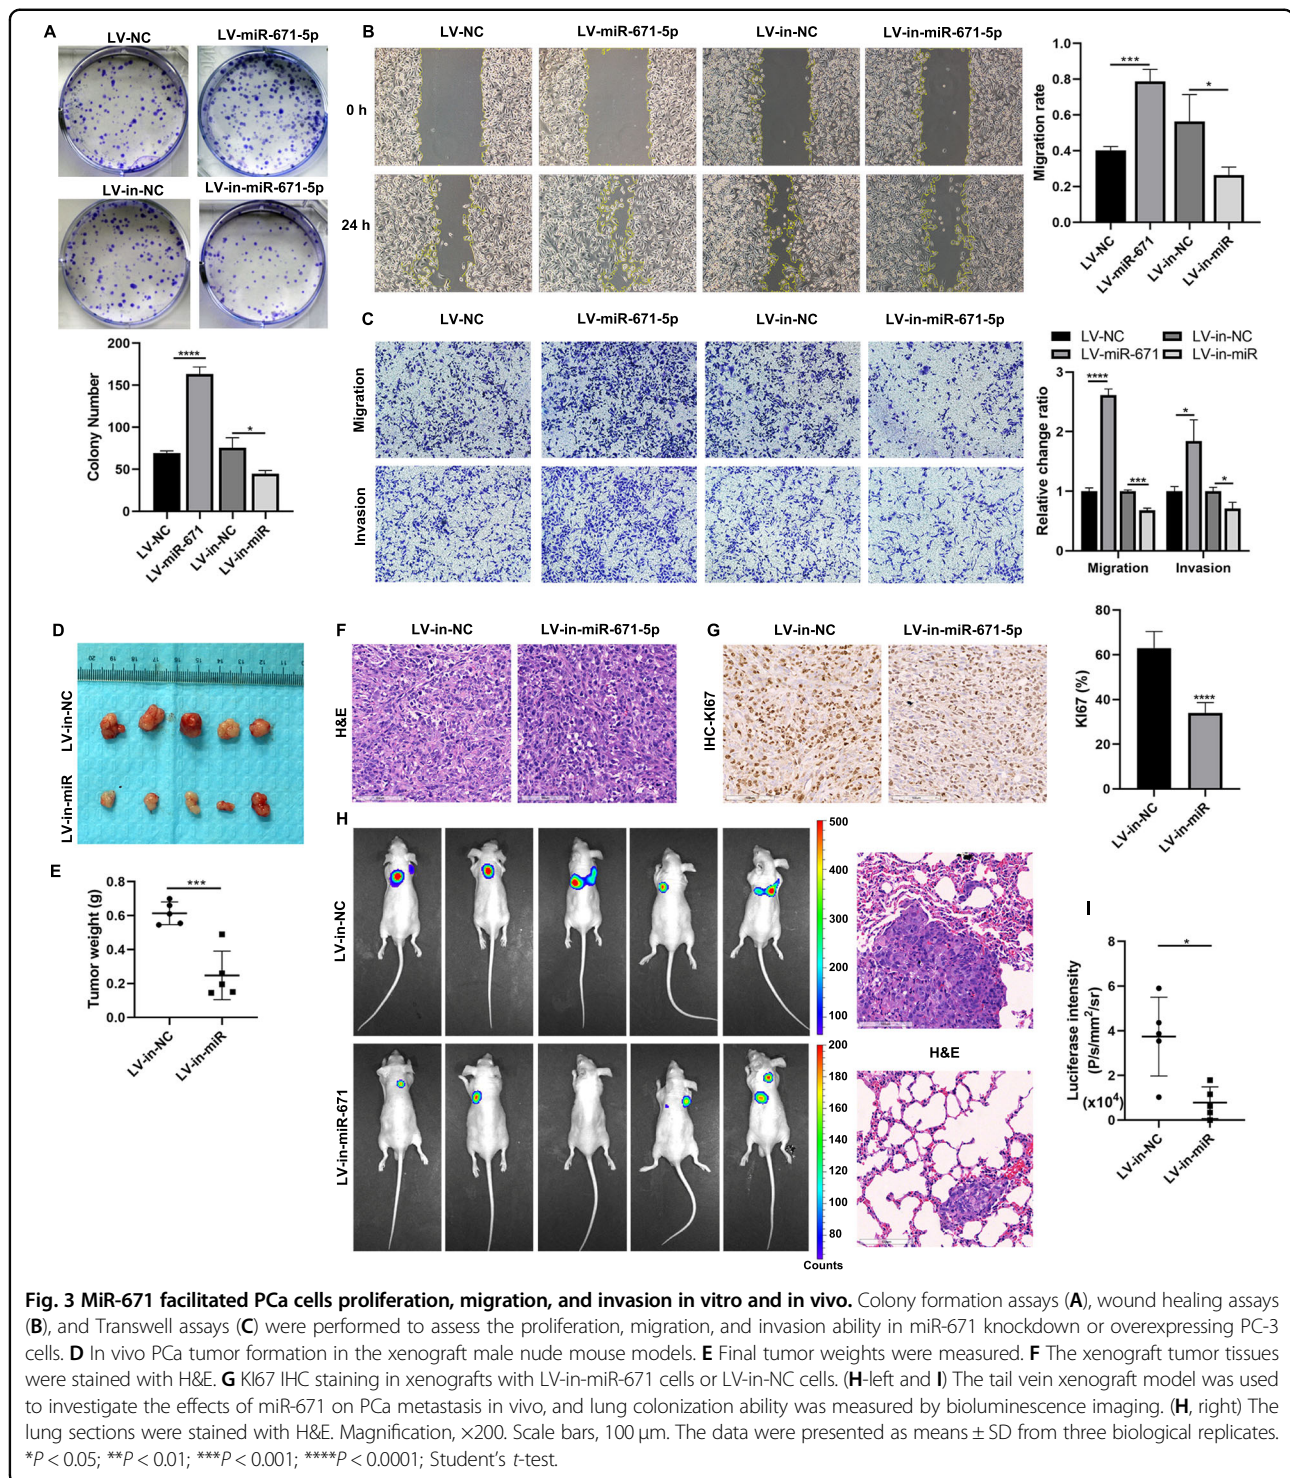 A
LV-NC
LV-miR-671-5p
LV-in-NC
LV-in-miR-671-5p
200
150
100
50
0
Colony Number
****
*
LV-NC
LV-miR-671
LV-in-NC
LV-in-miR
B
LV-NC
LV-miR-671-5p
LV-in-NC
LV-in-miR-671-5p
0 h
24 h
1.0
0.8
0.6
0.4
0.2
0.0
Migration rate
***
*
LV-NC
LV-miR-671
LV-in-NC
LV-in-miR
C
LV-NC
LV-miR-671-5p
LV-in-NC
LV-in-miR-671-5p
Migration
Invasion
LV-NC
LV-in-NC
LV-miR-671
LV-in-miR
3
2
1
0
Relative change ratio
****
***
*
*
Migration
Invasion
D
20 19 18 17 16 15 14 13 12
LV-in-NC
LV-in-miR
E
0.8
0.6
0.4
0.2
0.0
Tumor weight (g)
***
LV-in-NC
LV-in-miR
F
LV-in-NC
LV-in-miR-671-5p
H&E
G
LV-in-NC
LV-in-miR-671-5p
IHC-KI67
80
60
40
20
0
KI67 (%)
****
LV-in-NC
LV-in-miR
H
LV-in-NC
LV-in-miR-671
500
400
300
200
100
200
180
160
140
120
100
80
Counts
H&E
I
8
6
4
2
0
Luciferase intensity
(P/s/mm²/sr)
(x10⁴)
*
LV-in-NC
LV-in-miR
Fig. 3 MiR-671 facilitated PCa cells proliferation, migration, and invasion in vitro and in vivo. Colony formation assays (A), wound healing assays
(B), and Transwell assays (C) were performed to assess the proliferation, migration, and invasion ability in miR-671 knockdown or overexpressing PC-3
cells. D In vivo PCa tumor formation in the xenograft male nude mouse models. E Final tumor weights were measured. F The xenograft tumor tissues
were stained with H&E. G KI67 IHC staining in xenografts with LV-in-miR-671 cells or LV-in-NC cells. (H-left and I) The tail vein xenograft model was used
to investigate the effects of miR-671 on PCa metastasis in vivo, and lung colonization ability was measured by bioluminescence imaging. (H, right) The
lung sections were stained with H&E. Magnification, ×200. Scale bars, 100 μm. The data were presented as means ± SD from three biological replicates.
*P < 0.05; **P < 0.01; ***P < 0.001; ****P < 0.0001; Student's t-test.